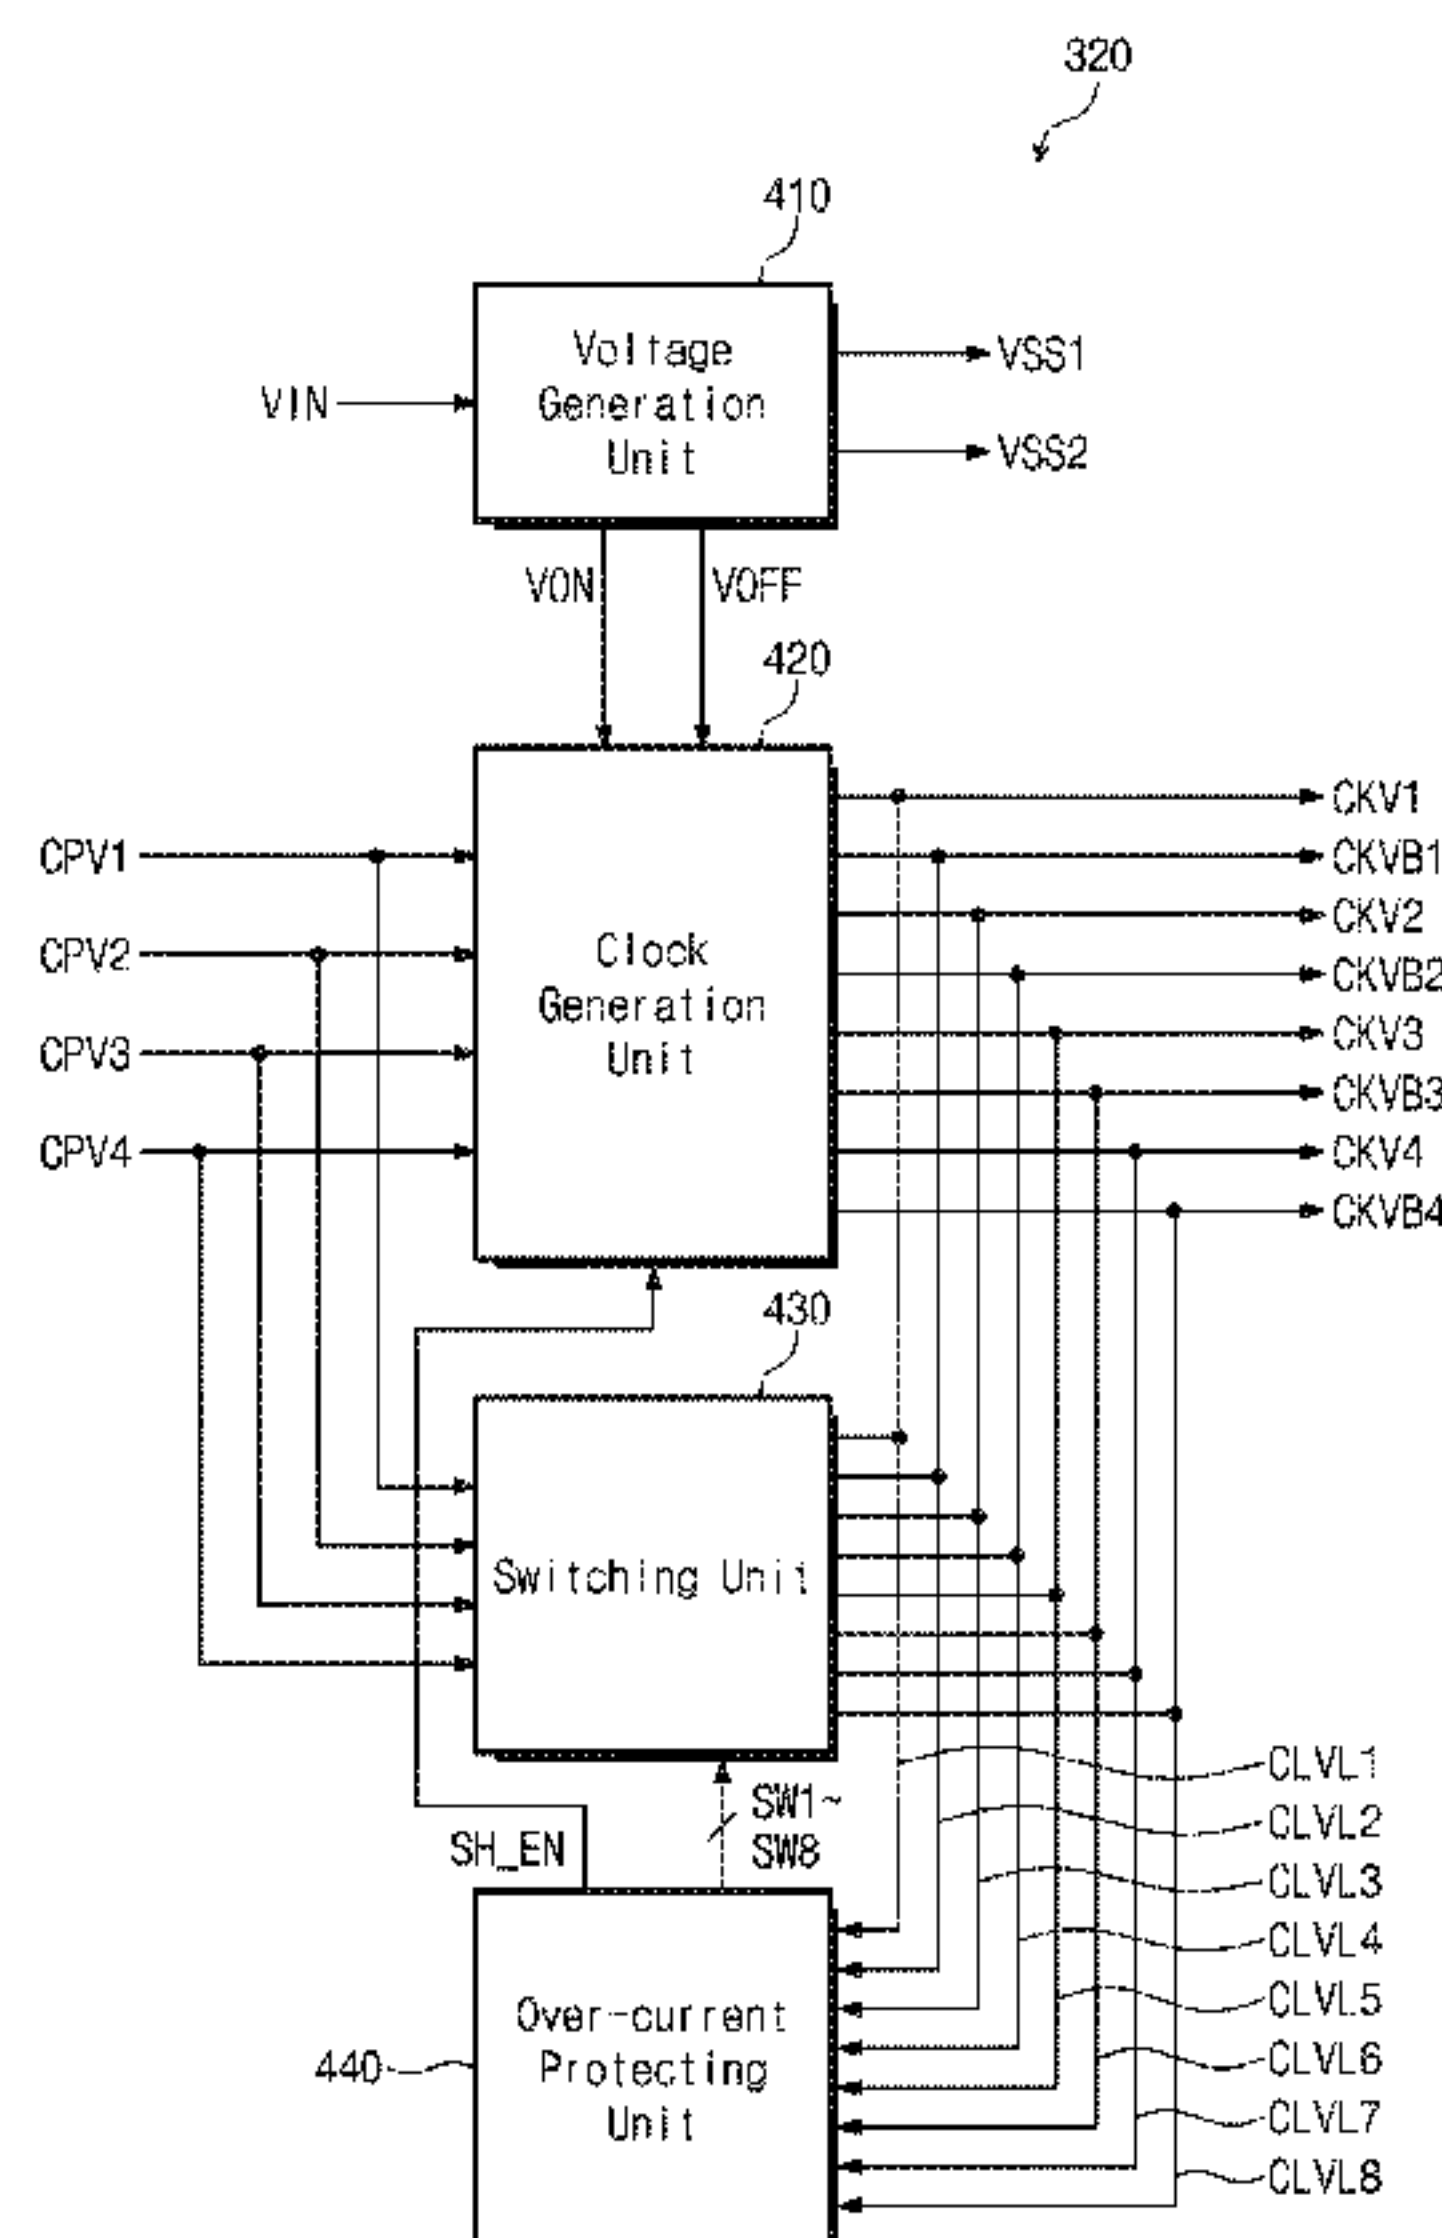 320
410
Voltage
Generation
Unit
VIN
VSS1
VSS2
VON
VOFF
420
Clock
Generation
Unit
CPV1
CPV2
CPV3
CPV4
CKV1
CKVB1
CKV2
CKVB2
CKV3
CKVB3
CKV4
CKVB4
430
Switching Unit
SH_EN
SW1~
SW8
CLVL1
CLVL2
CLVL3
CLVL4
CLVL5
CLVL6
CLVL7
CLVL8
440
Over-current
Protecting
Unit